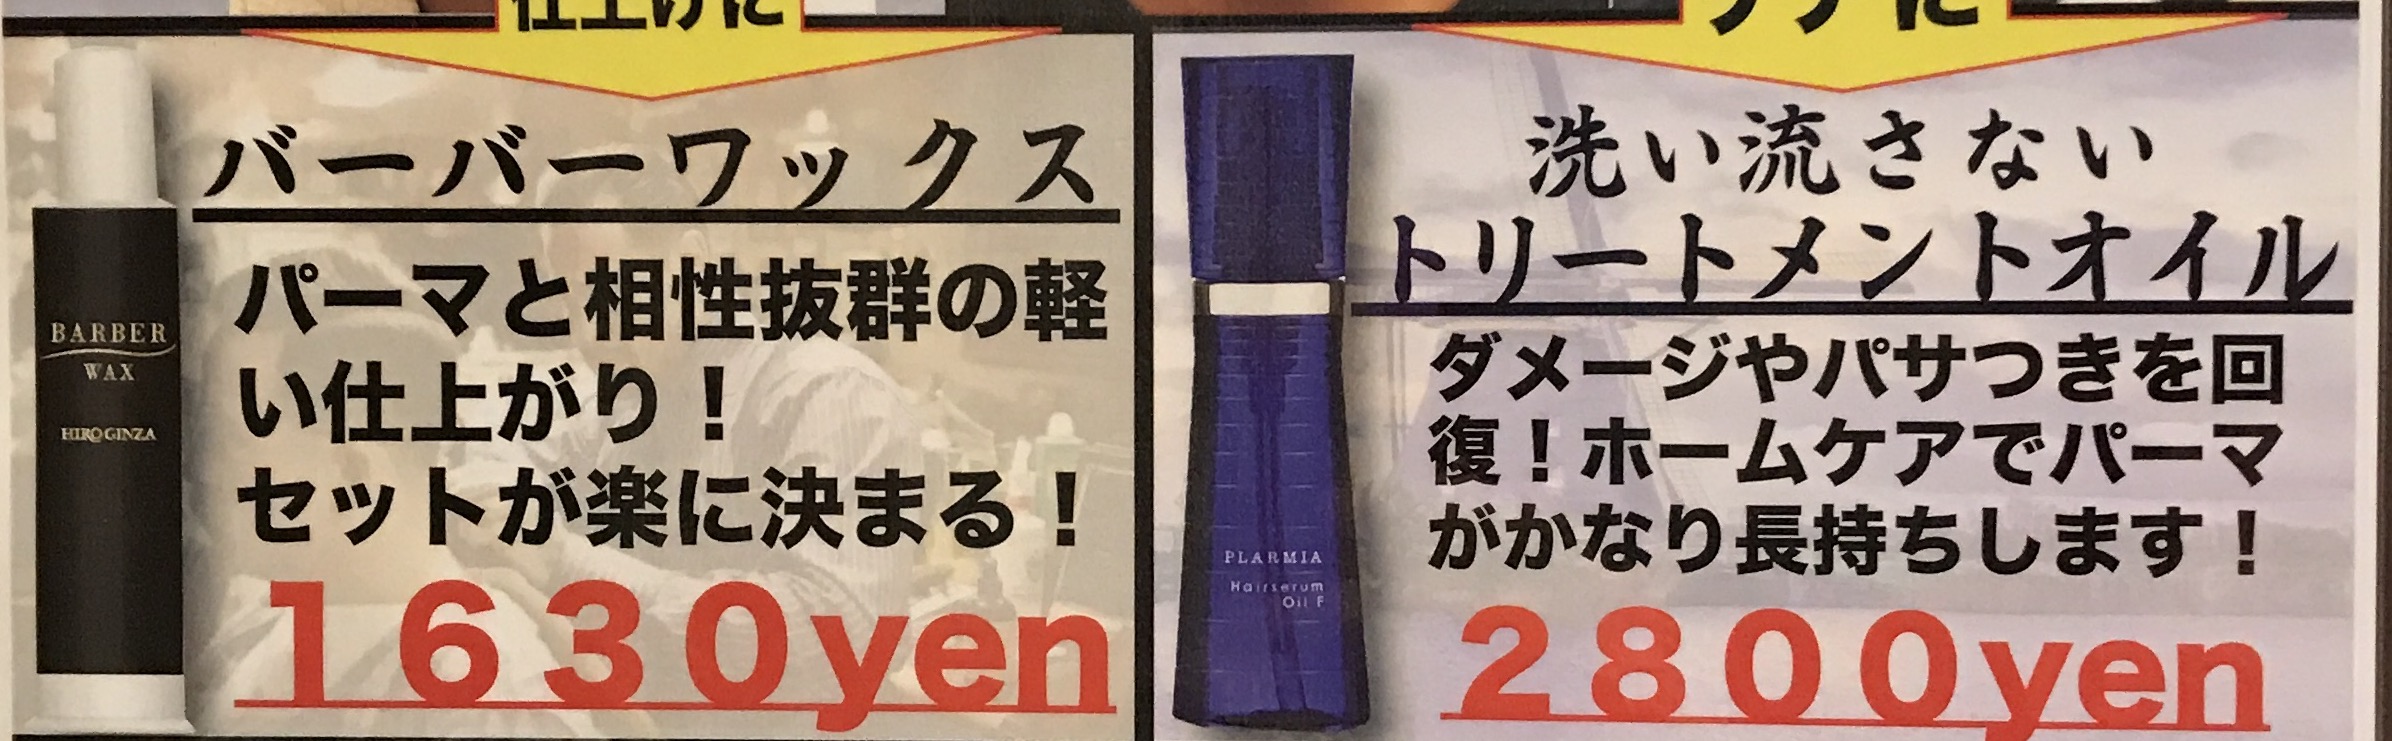 仕上げに
バーバーワックス
パーマと相性抜群の軽
い仕上がり！
セットが楽に決まる！
１６３０yen
BARBER
WAX
HIRO GINZA
洗い流さない
トリートメントオイル
ダメージやパサつきを回
復！ホームケアでパーマ
がかなり長持ちします！
２８００yen
PLARMIA
Hairserum
Oil F